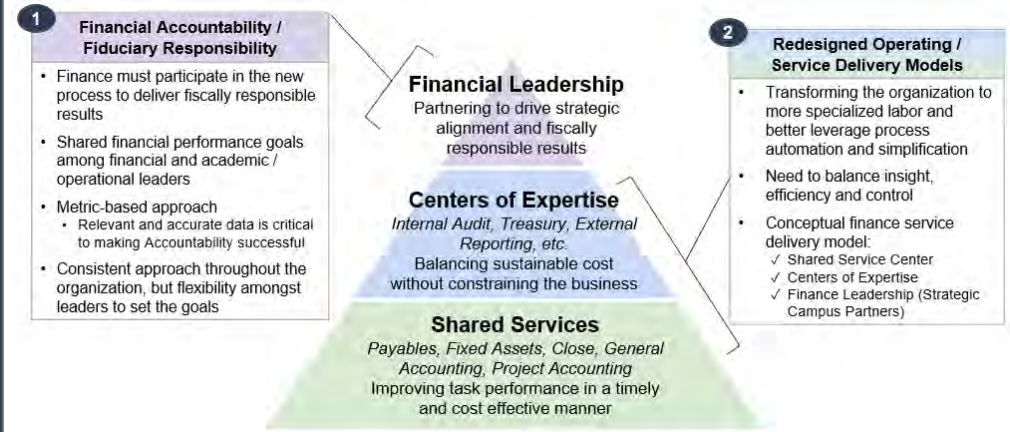 1
Financial Accountability /
Fiduciary Responsibility
• Finance must participate in the new
process to deliver fiscally responsible
results
• Shared financial performance goals
among financial and academic /
operational leaders
• Metric-based approach
• Relevant and accurate data is critical
to making Accountability successful
• Consistent approach throughout the
organization, but flexibility amongst
leaders to set the goals
Financial Leadership
Partnering to drive strategic
alignment and fiscally
responsible results
Centers of Expertise
Internal Audit, Treasury, External
Reporting, etc.
Balancing sustainable cost
without constraining the business
Shared Services
Payables, Fixed Assets, Close, General
Accounting, Project Accounting
Improving task performance in a timely
and cost effective manner
2
Redesigned Operating /
Service Delivery Models
• Transforming the organization to
more specialized labor and
better leverage process
automation and simplification
• Need to balance insight,
efficiency and control
• Conceptual finance service
delivery model:
✓ Shared Service Center
✓ Centers of Expertise
✓ Finance Leadership (Strategic
Campus Partners)